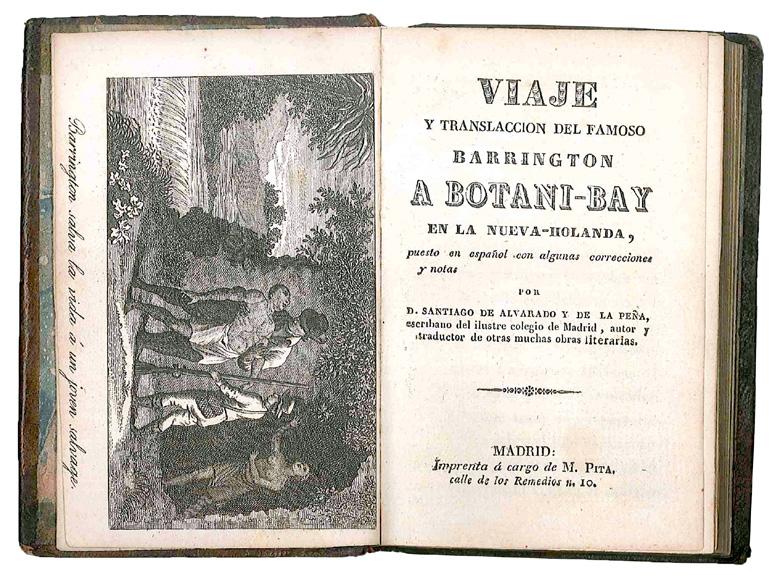 Barrington salva la vida á un jóven salvage.
VIAJE
Y TRANSLACCION DEL FAMOSO
BARRINGTON
A BOTANI-BAY
EN LA NUEVA-HOLANDA,
puesto en español con algunas correcciones
y notas
POR
D. SANTIAGO DE ALVARADO Y DE LA PEÑA,
escribano del ilustre colegio de Madrid, autor y
traductor de otras muchas obras literarias.
MADRID:
Imprenta á cargo de M. PITA,
calle de los Remedios n. 10.